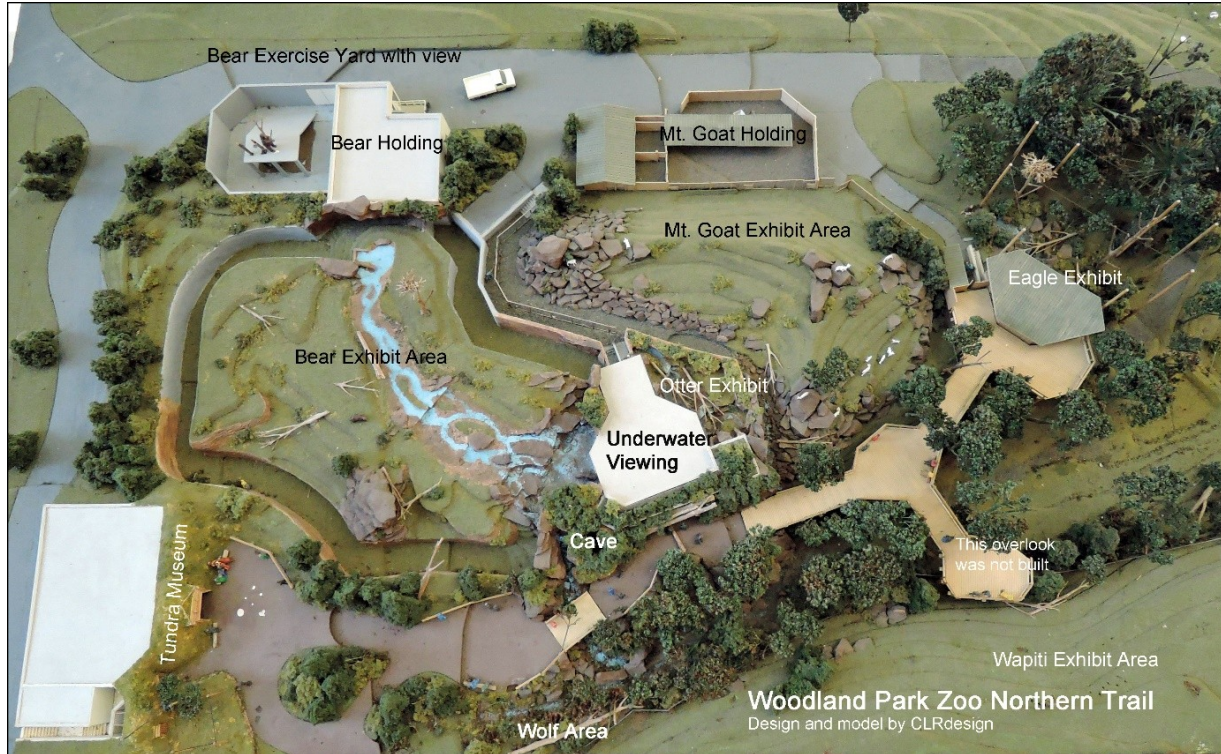 Bear Exercise Yard with view
Bear Holding
Mt. Goat Holding
Mt. Goat Exhibit Area
Eagle Exhibit
Bear Exhibit Area
Otter Exhibit
Underwater
Viewing
Cave
This overlook
was not built
Tundra Museum
Wapiti Exhibit Area
Woodland Park Zoo Northern Trail
Design and model by CLRdesign
Wolf Area